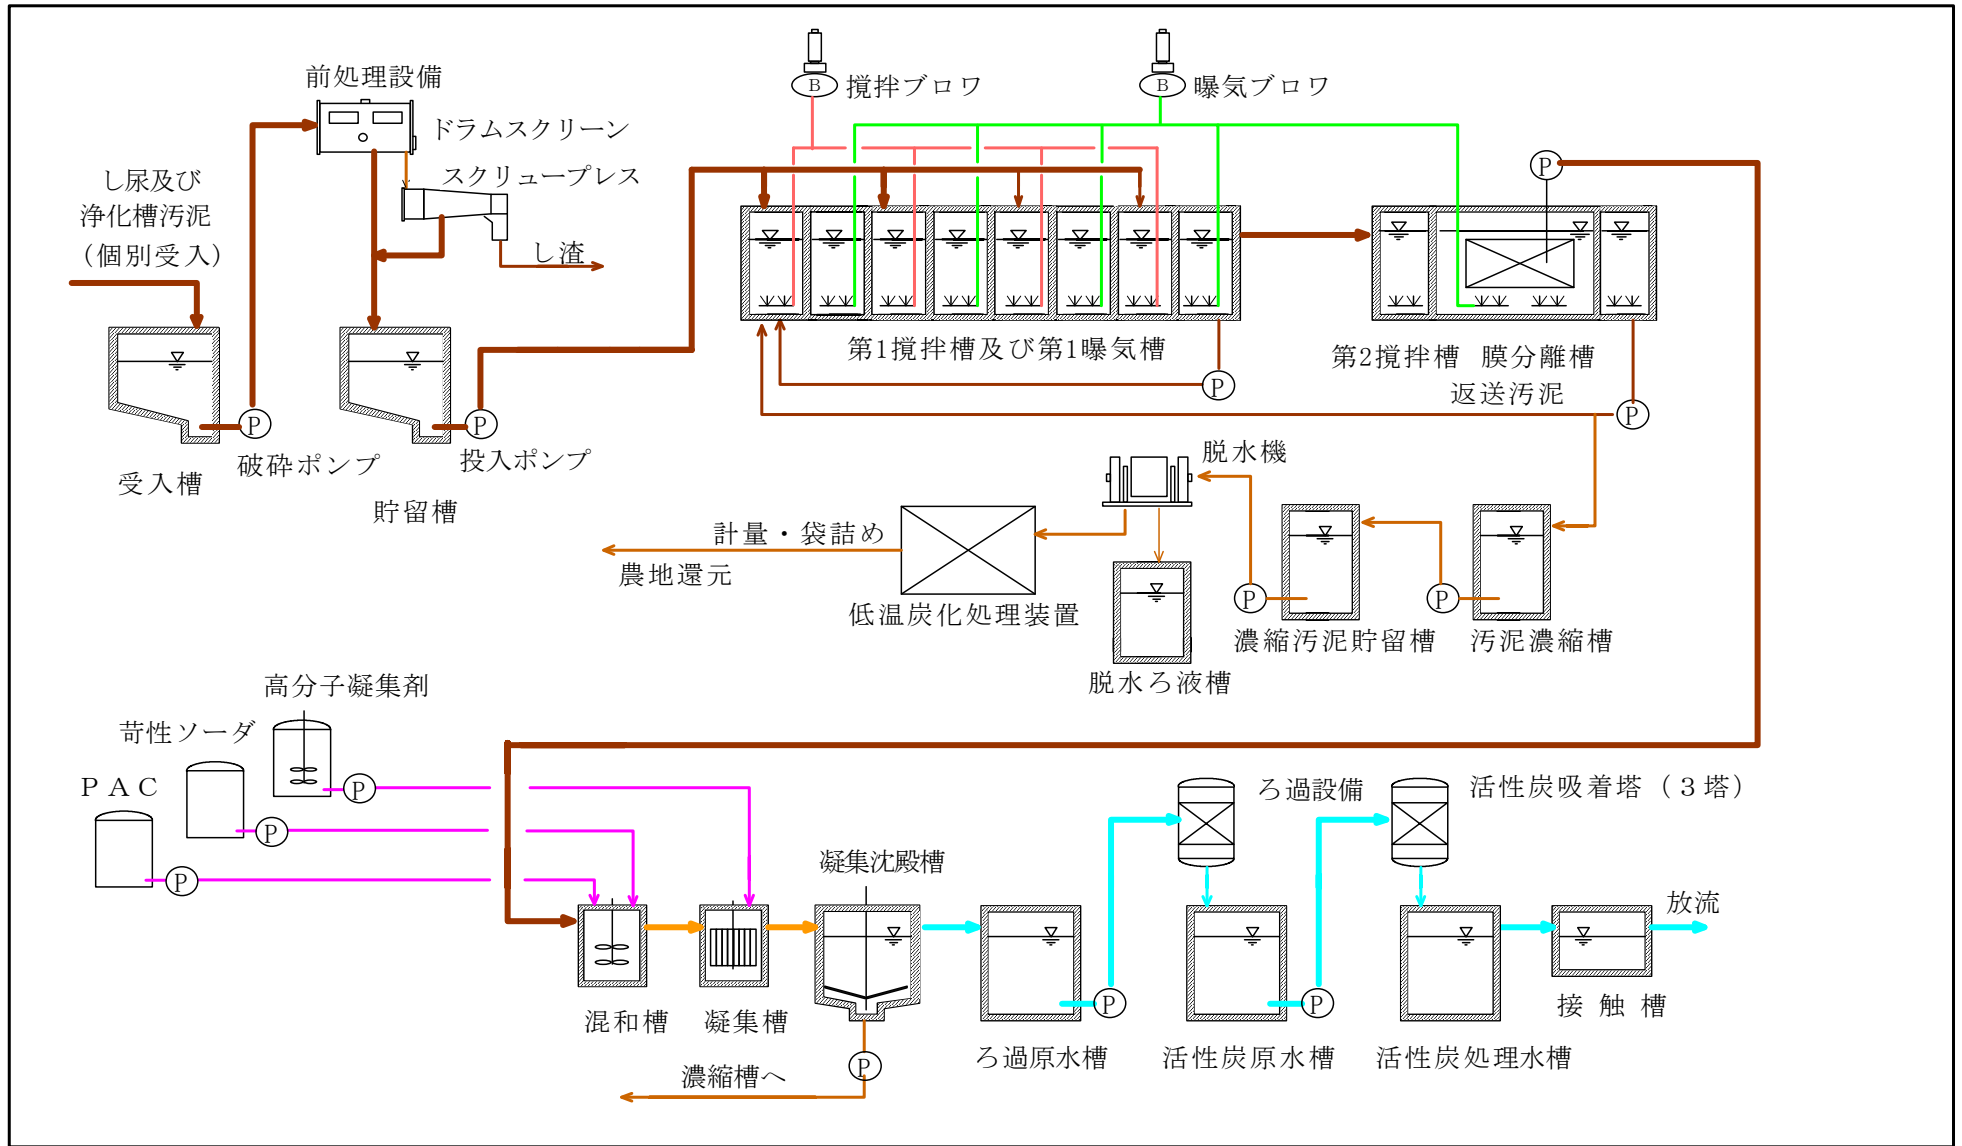 前処理設備
B
撹拌ブロワ
B
曝気ブロワ
ドラムスクリーン
スクリュープレス
し尿及び
浄化槽汚泥
（個別受入）
し渣
P
第1撹拌槽及び第1曝気槽
第2撹拌槽 膜分離槽
返送汚泥
P
P
P
P
受入槽
破砕ポンプ
投入ポンプ
貯留槽
脱水機
計量・袋詰め
農地還元
低温炭化処理装置
P
P
濃縮汚泥貯留槽
汚泥濃縮槽
脱水ろ液槽
高分子凝集剤
苛性ソーダ
ＰＡＣ
P
P
P
ろ過設備
活性炭吸着塔（３塔）
凝集沈殿槽
放流
混和槽
凝集槽
P
P
接触槽
ろ過原水槽
活性炭原水槽
活性炭処理水槽
P
濃縮槽へ